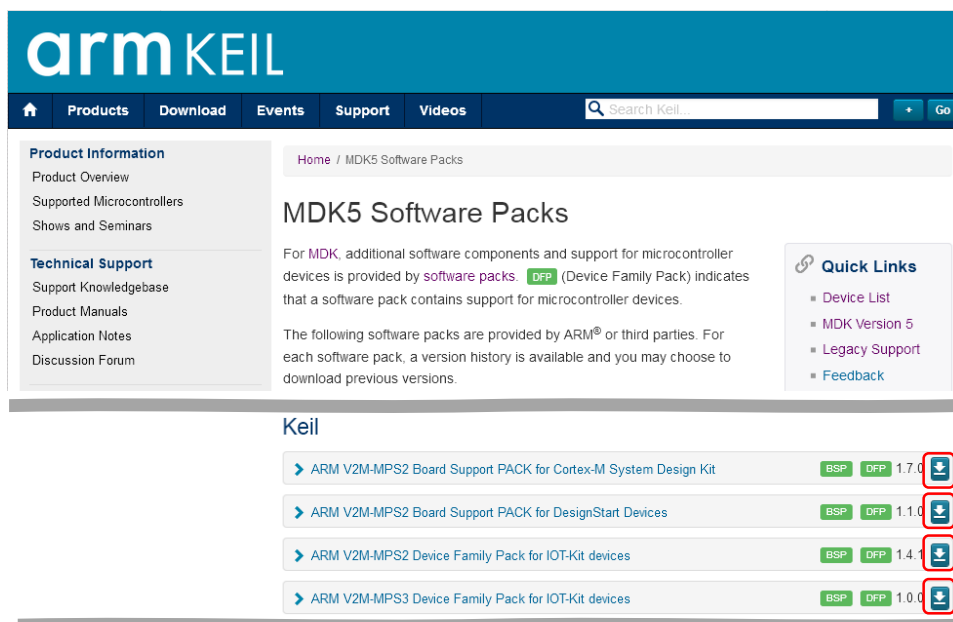 arm KEIL
Products Download Events Support Videos Search Keil... + Go
Product Information
Product Overview
Supported Microcontrollers
Shows and Seminars
Technical Support
Support Knowledgebase
Product Manuals
Application Notes
Discussion Forum
Home / MDK5 Software Packs
MDK5 Software Packs
For MDK, additional software components and support for microcontroller
devices is provided by software packs. DFP (Device Family Pack) indicates
that a software pack contains support for microcontroller devices.
The following software packs are provided by ARM® or third parties. For
each software pack, a version history is available and you may choose to
download previous versions.
Quick Links
Device List
MDK Version 5
Legacy Support
Feedback
Keil
ARM V2M-MPS2 Board Support PACK for Cortex-M System Design Kit BSP DFP 1.7.0
ARM V2M-MPS2 Board Support PACK for DesignStart Devices BSP DFP 1.1.0
ARM V2M-MPS2 Device Family Pack for IOT-Kit devices BSP DFP 1.4.1
ARM V2M-MPS3 Device Family Pack for IOT-Kit devices BSP DFP 1.0.0